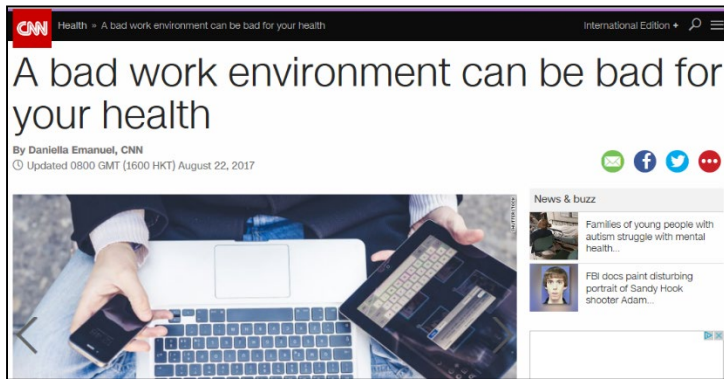 CNN
Health » A bad work environment can be bad for your health
International Edition +
A bad work environment can be bad for
your health
By Daniella Emanuel, CNN
Updated 0800 GMT (1600 HKT) August 22, 2017
SHUTTERSTOCK
News & buzz
Families of young people with
autism struggle with mental
health...
FBI docs paint disturbing
portrait of Sandy Hook
shooter Adam...